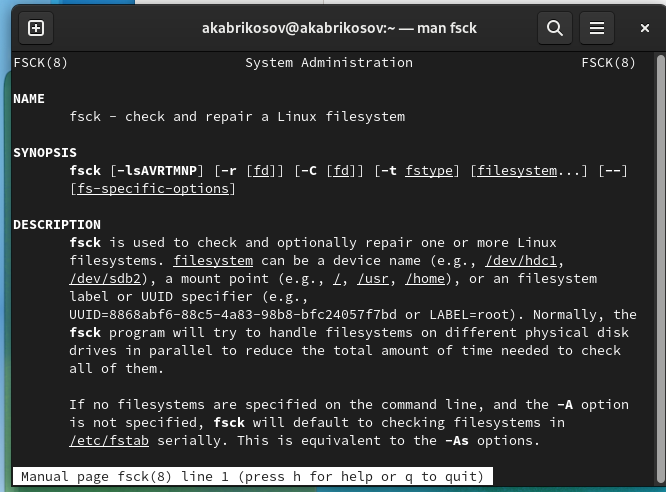 akabrikosov@akabrikosov:~ — man fsck
FSCK(8) System Administration FSCK(8)
NAME
fsck - check and repair a Linux filesystem
SYNOPSIS
fsck [-lsAVRTMNP] [-r [fd]] [-C [fd]] [-t fstype] [filesystem...] [--]
[fs-specific-options]
DESCRIPTION
fsck is used to check and optionally repair one or more Linux
filesystems. filesystem can be a device name (e.g., /dev/hdc1,
/dev/sdb2), a mount point (e.g., /, /usr, /home), or an filesystem
label or UUID specifier (e.g.,
UUID=8868abf6-88c5-4a83-98b8-bfc24057f7bd or LABEL=root). Normally, the
fsck program will try to handle filesystems on different physical disk
drives in parallel to reduce the total amount of time needed to check
all of them.
If no filesystems are specified on the command line, and the -A option
is not specified, fsck will default to checking filesystems in
/etc/fstab serially. This is equivalent to the -As options.
Manual page fsck(8) line 1 (press h for help or q to quit)